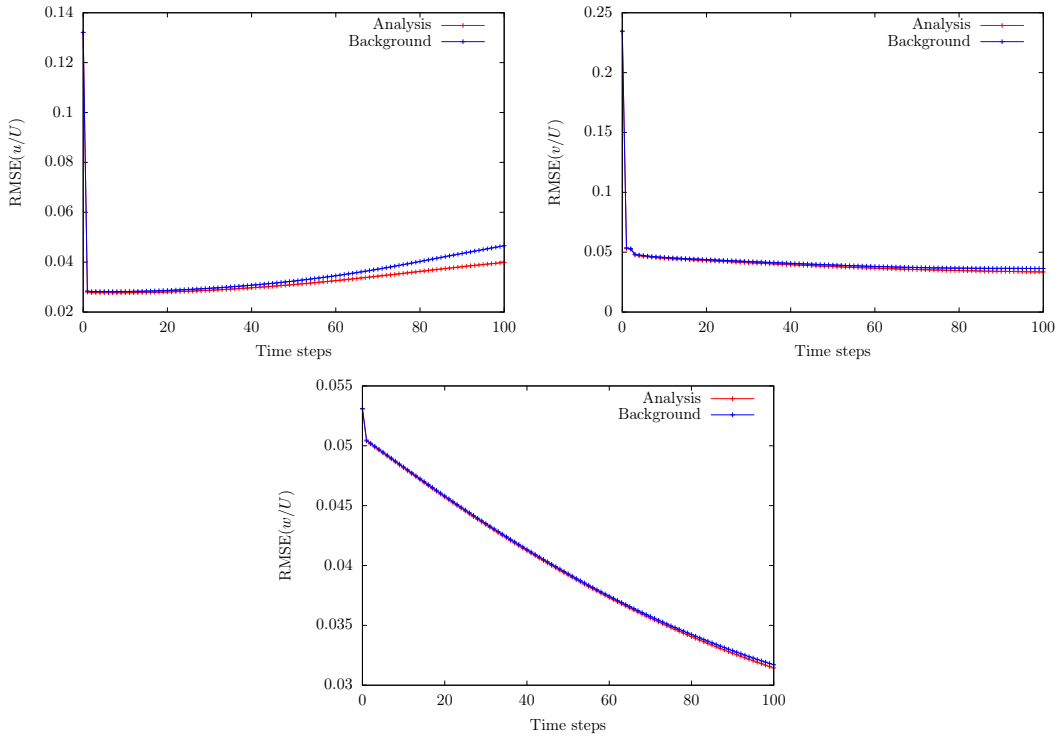 0.14
0.12
0.1
0.08
0.06
0.04
0.02
0 20 40 60 80 100
RMSE(u/U)
Time steps
Analysis
Background
0.25
0.2
0.15
0.1
0.05
0
0 20 40 60 80 100
RMSE(v/U)
Time steps
Analysis
Background
0.055
0.05
0.045
0.04
0.035
0.03
0 20 40 60 80 100
RMSE(w/U)
Time steps
Analysis
Background